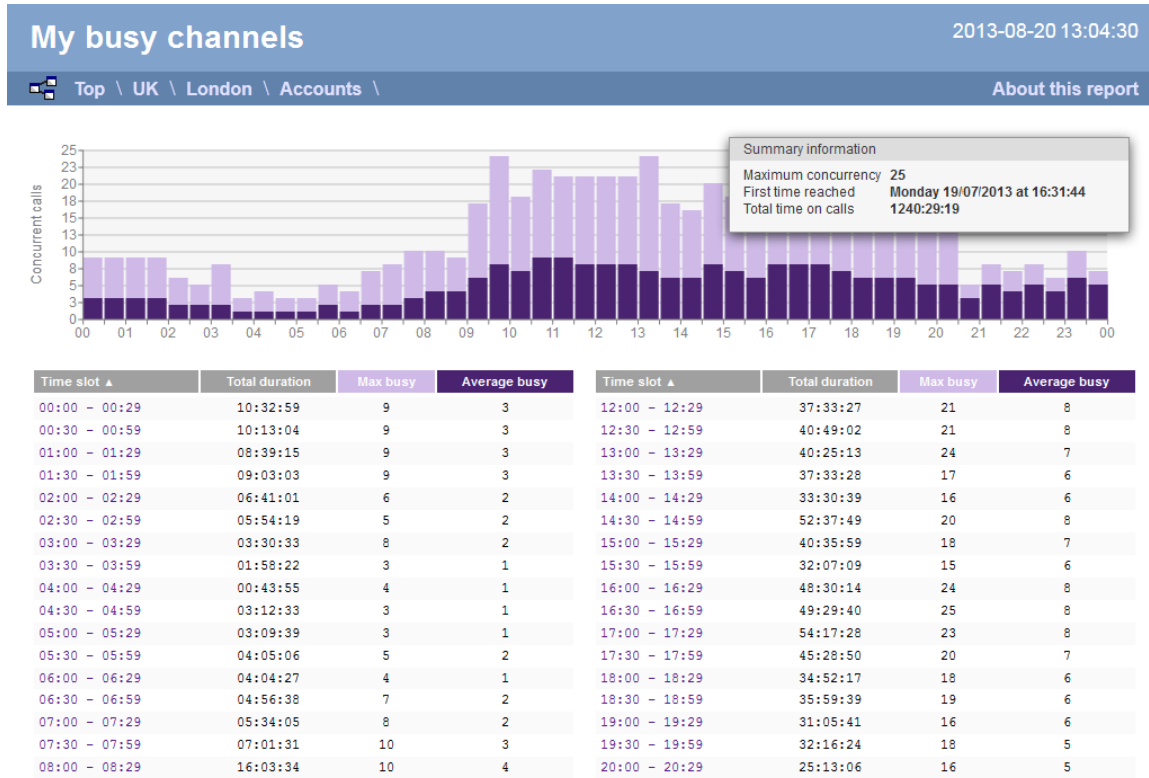 My busy channels
2013-08-20 13:04:30
Top \ UK \ London \ Accounts \
About this report
Concurrent calls
25
23
20
18
15
13
10
8
5
3
0
00 01 02 03 04 05 06 07 08 09 10 11 12 13 14 15 16 17 18 19 20 21 22 23 00
Summary information
Maximum concurrency 25
First time reached Monday 19/07/2013 at 16:31:44
Total time on calls 1240:29:19
Time slot ▲ Total duration Max busy Average busy
00:00 - 00:29 10:32:59 9 3
00:30 - 00:59 10:13:04 9 3
01:00 - 01:29 08:39:15 9 3
01:30 - 01:59 09:03:03 9 3
02:00 - 02:29 06:41:01 6 2
02:30 - 02:59 05:54:19 5 2
03:00 - 03:29 03:30:33 8 2
03:30 - 03:59 01:58:22 3 1
04:00 - 04:29 00:43:55 4 1
04:30 - 04:59 03:12:33 3 1
05:00 - 05:29 03:09:39 3 1
05:30 - 05:59 04:05:06 5 2
06:00 - 06:29 04:04:27 4 1
06:30 - 06:59 04:56:38 7 2
07:00 - 07:29 05:34:05 8 2
07:30 - 07:59 07:01:31 10 3
08:00 - 08:29 16:03:34 10 4
Time slot ▲ Total duration Max busy Average busy
12:00 - 12:29 37:33:27 21 8
12:30 - 12:59 40:49:02 21 8
13:00 - 13:29 40:25:13 24 7
13:30 - 13:59 37:33:28 17 6
14:00 - 14:29 33:30:39 16 6
14:30 - 14:59 52:37:49 20 8
15:00 - 15:29 40:35:59 18 7
15:30 - 15:59 32:07:09 15 6
16:00 - 16:29 48:30:14 24 8
16:30 - 16:59 49:29:40 25 8
17:00 - 17:29 54:17:28 23 8
17:30 - 17:59 45:28:50 20 7
18:00 - 18:29 34:52:17 18 6
18:30 - 18:59 35:59:39 19 6
19:00 - 19:29 31:05:41 16 6
19:30 - 19:59 32:16:24 18 5
20:00 - 20:29 25:13:06 16 5